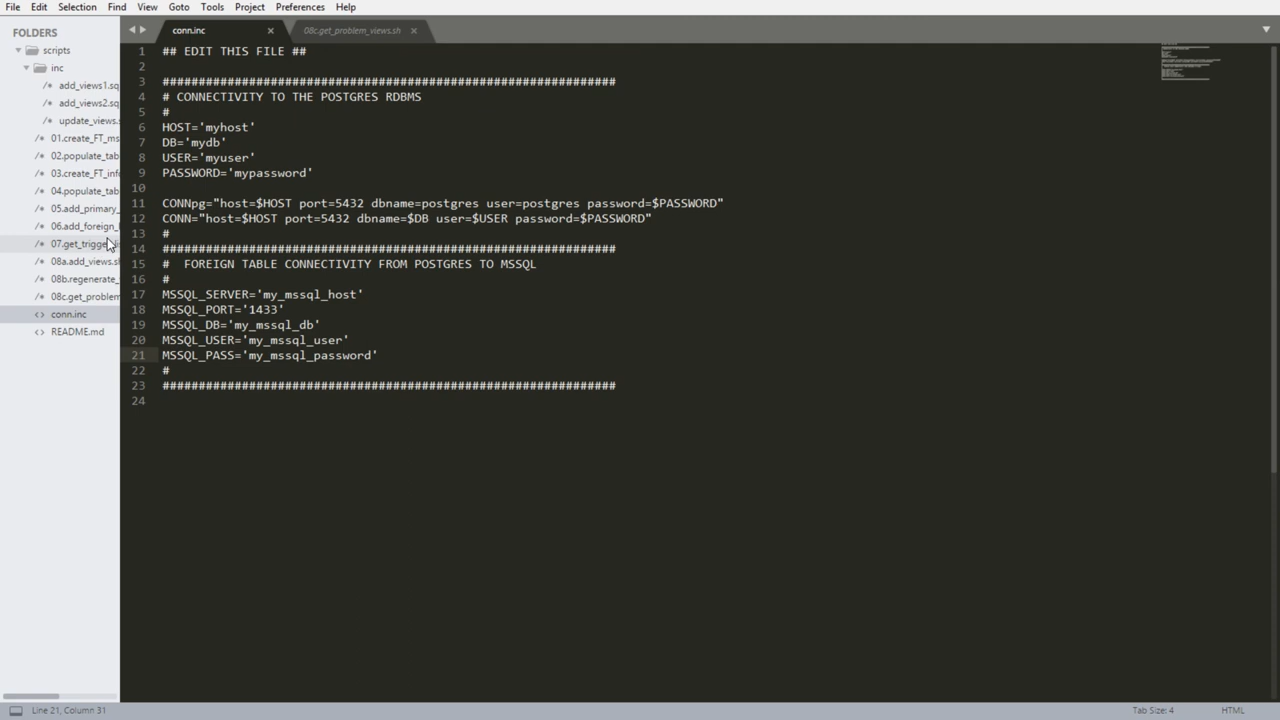 File Edit Selection Find View Goto Tools Project Preferences Help
FOLDERS
scripts
inc
add_views1.sq
add_views2.sq
update_views.s
01.create_FT_ms
02.populate_tab
03.create_FT_info
04.populate_tab
05.add_primary_
06.add_foreign_
07.get_trigge
08a.add_views.sh
08b.regenerate_
08c.get_problem
conn.inc
README.md
conn.inc
08c.get_problem_views.sh
1 ## EDIT THIS FILE ##
2
3 ###############################################################
4 # CONNECTIVITY TO THE POSTGRES RDBMS
5 #
6 HOST='myhost'
7 DB='mydb'
8 USER='myuser'
9 PASSWORD='mypassword'
10
11 CONNpg="host=$HOST port=5432 dbname=postgres user=postgres password=$PASSWORD"
12 CONN="host=$HOST port=5432 dbname=$DB user=$USER password=$PASSWORD"
13 #
14 ###############################################################
15 #  FOREIGN TABLE CONNECTIVITY FROM POSTGRES TO MSSQL
16 #
17 MSSQL_SERVER='my_mssql_host'
18 MSSQL_PORT='1433'
19 MSSQL_DB='my_mssql_db'
20 MSSQL_USER='my_mssql_user'
21 MSSQL_PASS='my_mssql_password'
22 #
23 ###############################################################
24
Line 21, Column 31
Tab Size: 4
HTML